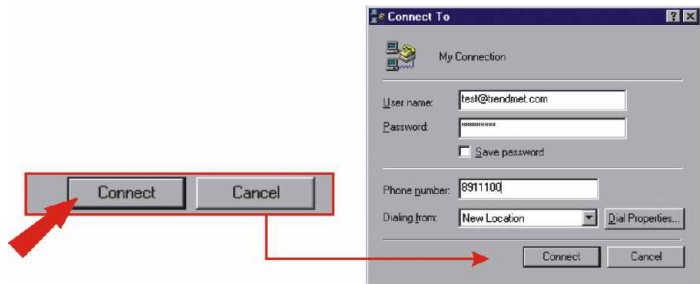 Connect To
My Connection
User name: test@trendmet.com
Password: *********
Save password
Phone number: 8911100
Dialing from: New Location Dial Properties...
Connect Cancel
Connect Cancel